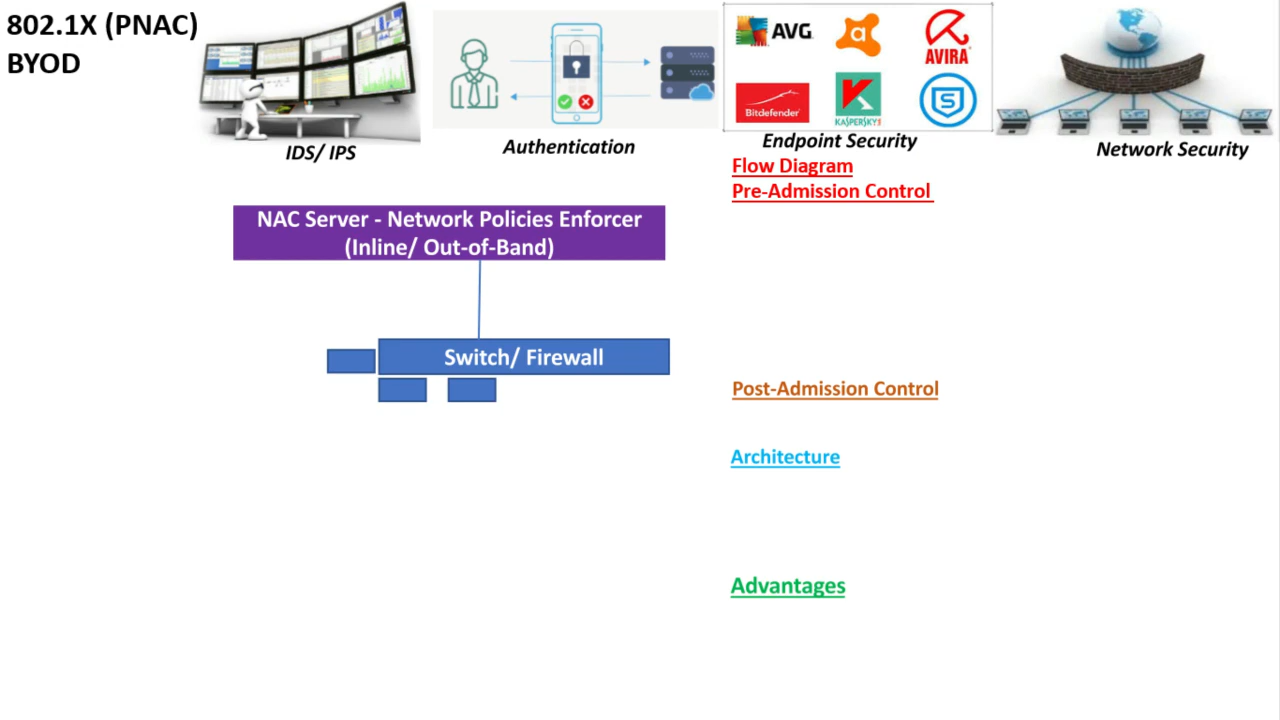 802.1X (PNAC)
BYOD
IDS/ IPS
Authentication
AVG
a
AVIRA
Bitdefender
KASPERSKY
S
Endpoint Security
Network Security
Flow Diagram
Pre-Admission Control
NAC Server - Network Policies Enforcer
(Inline/ Out-of-Band)
Switch/ Firewall
Post-Admission Control
Architecture
Advantages